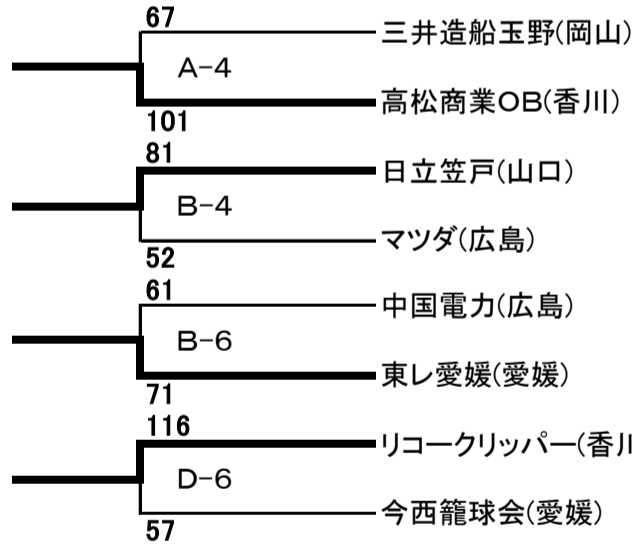 67
三井造船玉野(岡山)
A-4
高松商業OB(香川)
101
81
日立笠戸(山口)
B-4
マツダ(広島)
52
61
中国電力(広島)
B-6
東レ愛媛(愛媛)
71
116
リコークリッパー(香川
D-6
今西籠球会(愛媛)
57